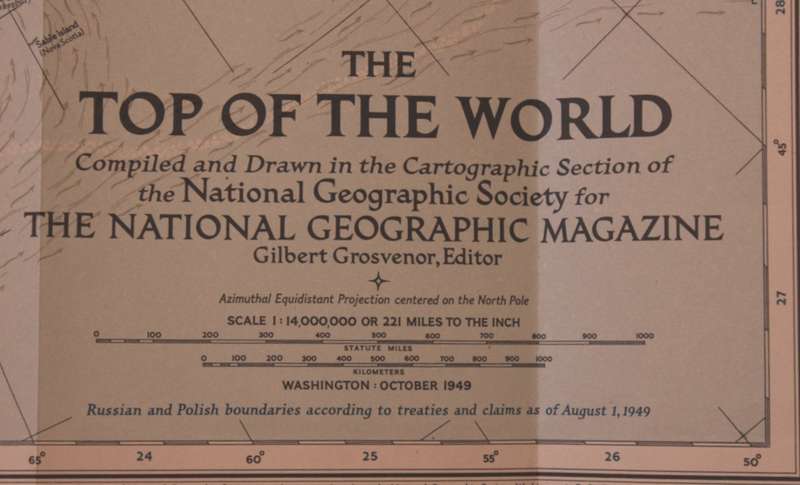 Sable Island
(Nova Scotia)
28
THE
TOP OF THE WORLD
Compiled and Drawn in the Cartographic Section of
the National Geographic Society for
THE NATIONAL GEOGRAPHIC MAGAZINE
Gilbert Grosvenor, Editor
Azimuthal Equidistant Projection centered on the North Pole
SCALE 1:14,000,000 OR 221 MILES TO THE INCH
0 100 200 300 400 500 600 700 800 900 1000
STATUTE MILES
0 100 200 300 400 500 600 700 800 900 1000
KILOMETERS
WASHINGTON : OCTOBER 1949
Russian and Polish boundaries according to treaties and claims as of August 1, 1949
45°
27
65° 24 60° 25 55° 26 50°